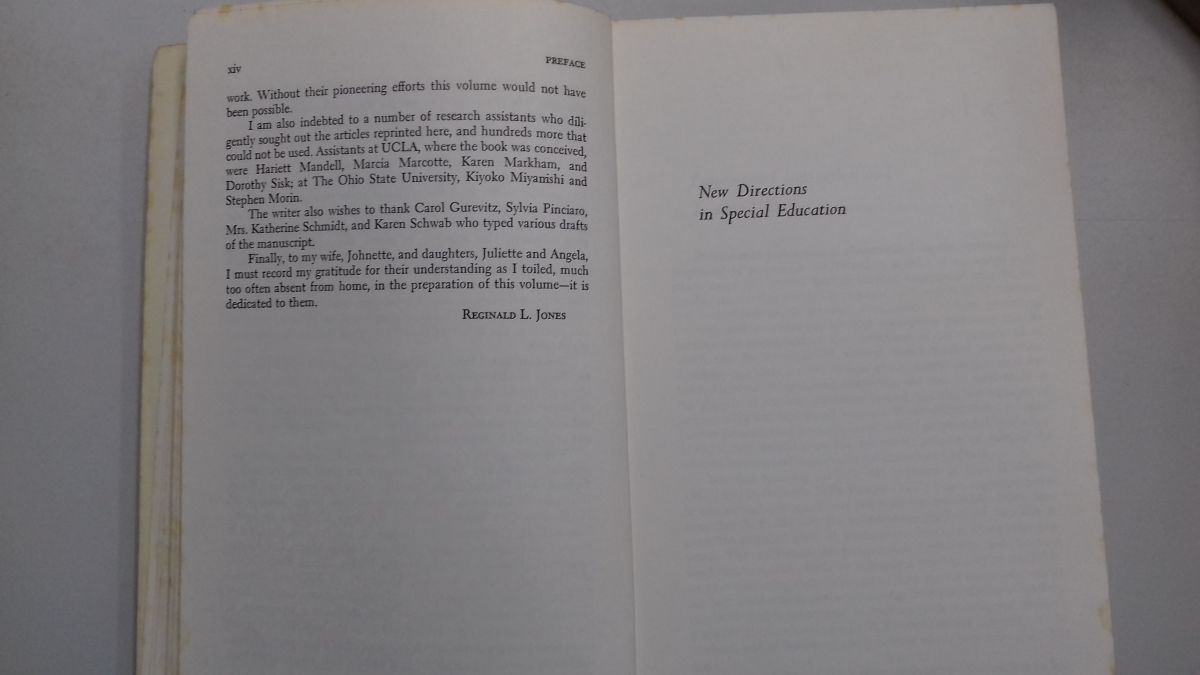 xiv
PREFACE
work. Without their pioneering efforts this volume would not have
been possible.
I am also indebted to a number of research assistants who dili-
gently sought out the articles reprinted here, and hundreds more that
could not be used. Assistants at UCLA, where the book was conceived,
were Hariett Mandell, Marcia Marcotte, Karen Markham, and
Dorothy Sisk; at The Ohio State University, Kiyoko Miyanishi and
Stephen Morin.
The writer also wishes to thank Carol Gurevitz, Sylvia Pinciaro,
Mrs. Katherine Schmidt, and Karen Schwab who typed various drafts
of the manuscript.
Finally, to my wife, Johnette, and daughters, Juliette and Angela,
I must record my gratitude for their understanding as I toiled, much
too often absent from home, in the preparation of this volume—it is
dedicated to them.
REGINALD L. JONES
New Directions
in Special Education